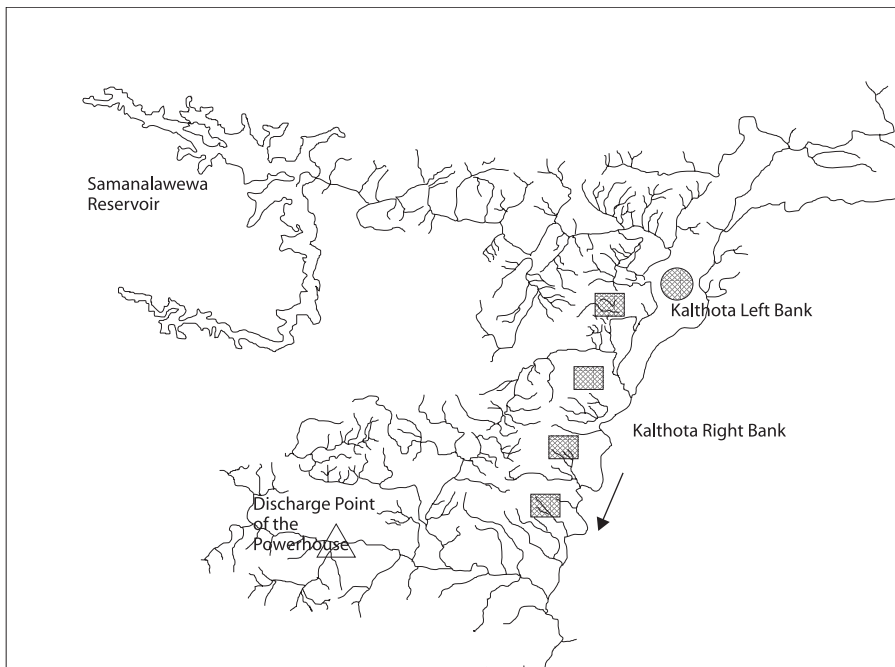 Samanalawewa
Reservoir
Kalthota Left Bank
Kalthota Right Bank
Discharge Point
of the
Powerhouse